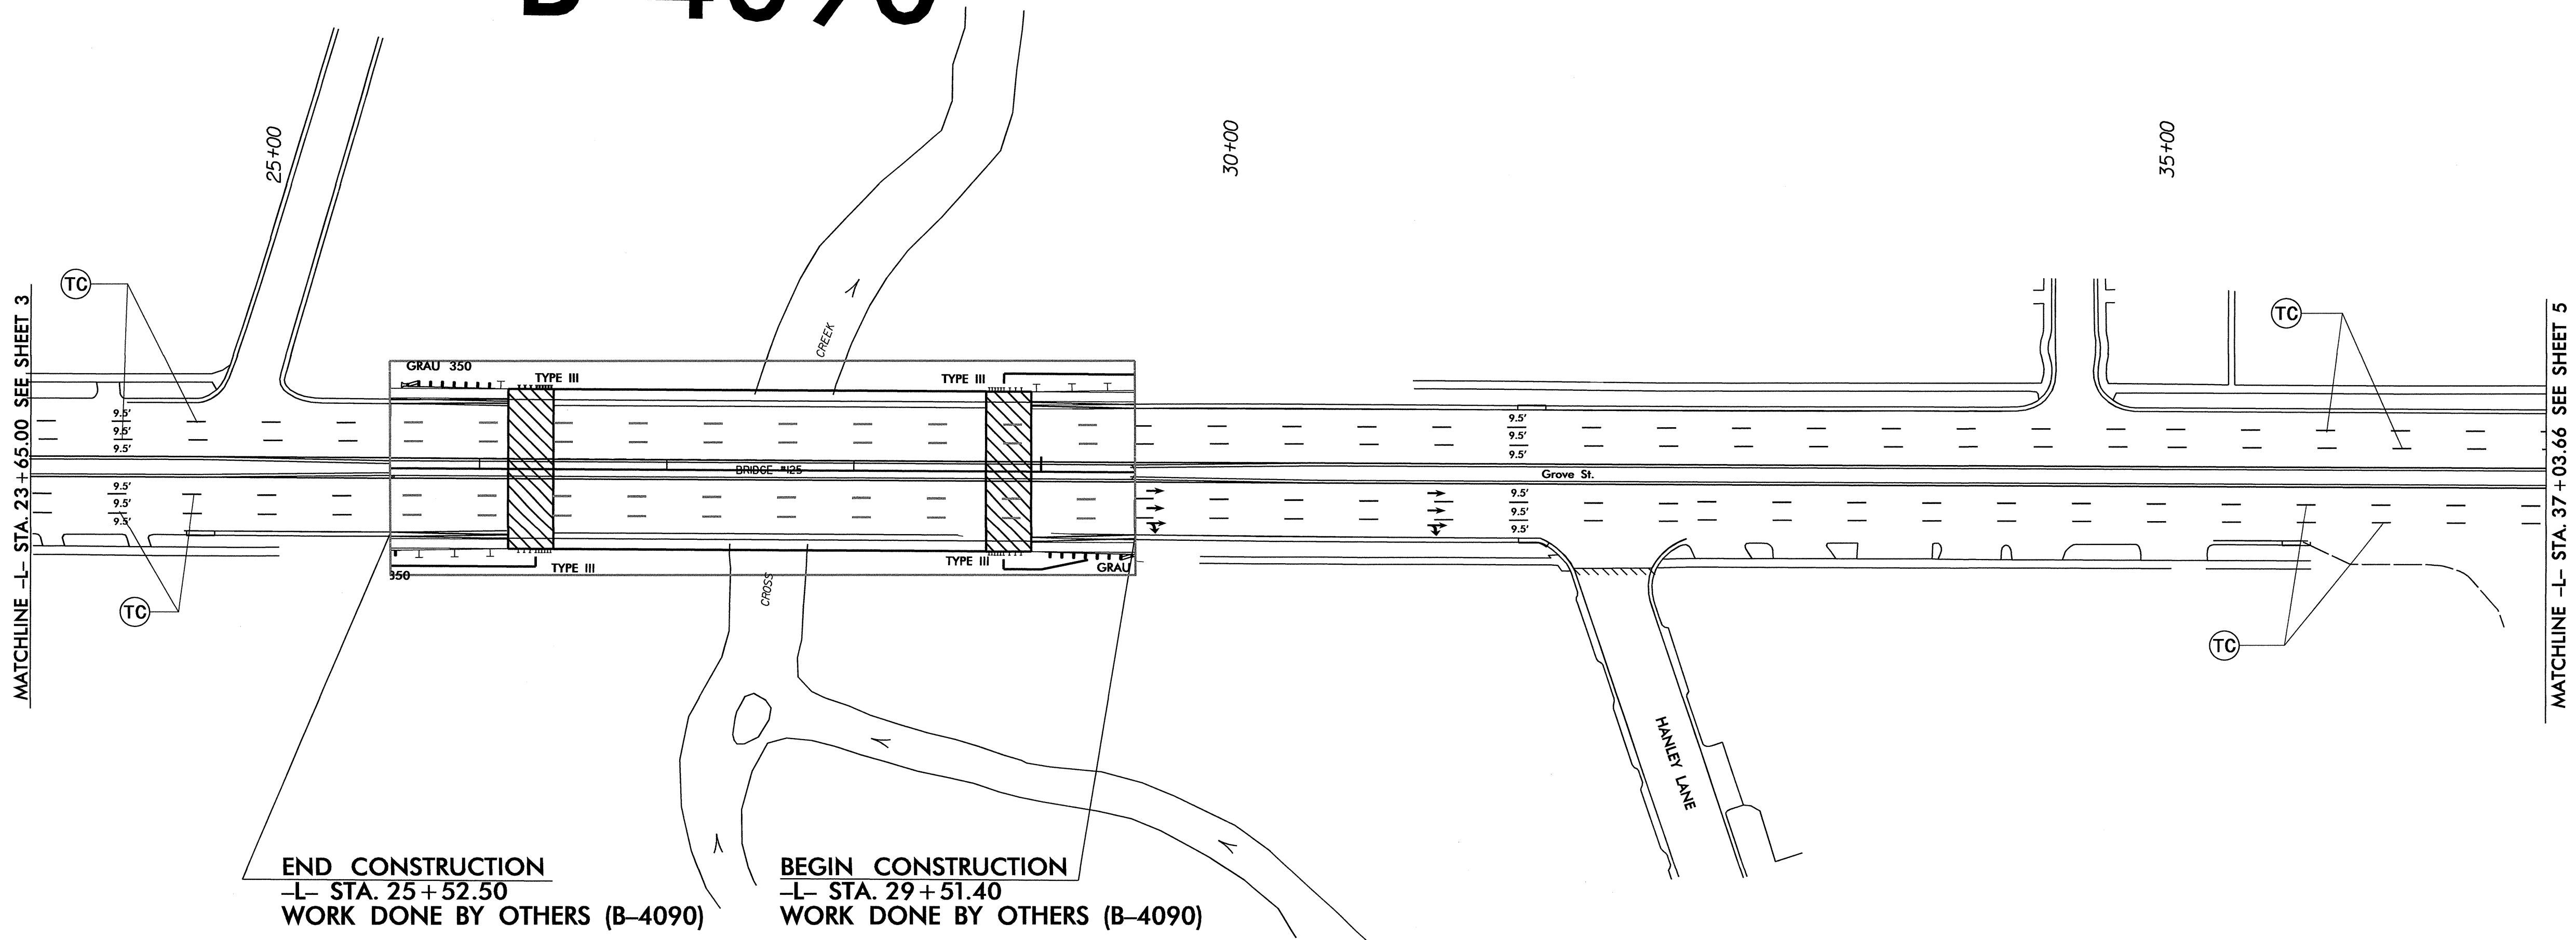 B-4090
25+00
30+00
35+00
MATCHLINE -L- STA. 23+65.00 SEE SHEET 3
MATCHLINE -L- STA. 37+03.66 SEE SHEET 5
TC
TC
TC
TC
CREEK
GRAU 350
TYPE III
TYPE III
9.5'
9.5'
9.5'
9.5'
9.5'
9.5'
BRIDGE #125
Grove St.
9.5'
9.5'
9.5'
9.5'
9.5'
9.5'
350
TYPE III
TYPE III
GRAU
CROSS
HANLEY LANE
END CONSTRUCTION
-L- STA. 25+52.50
WORK DONE BY OTHERS (B-4090)
BEGIN CONSTRUCTION
-L- STA. 29+51.40
WORK DONE BY OTHERS (B-4090)